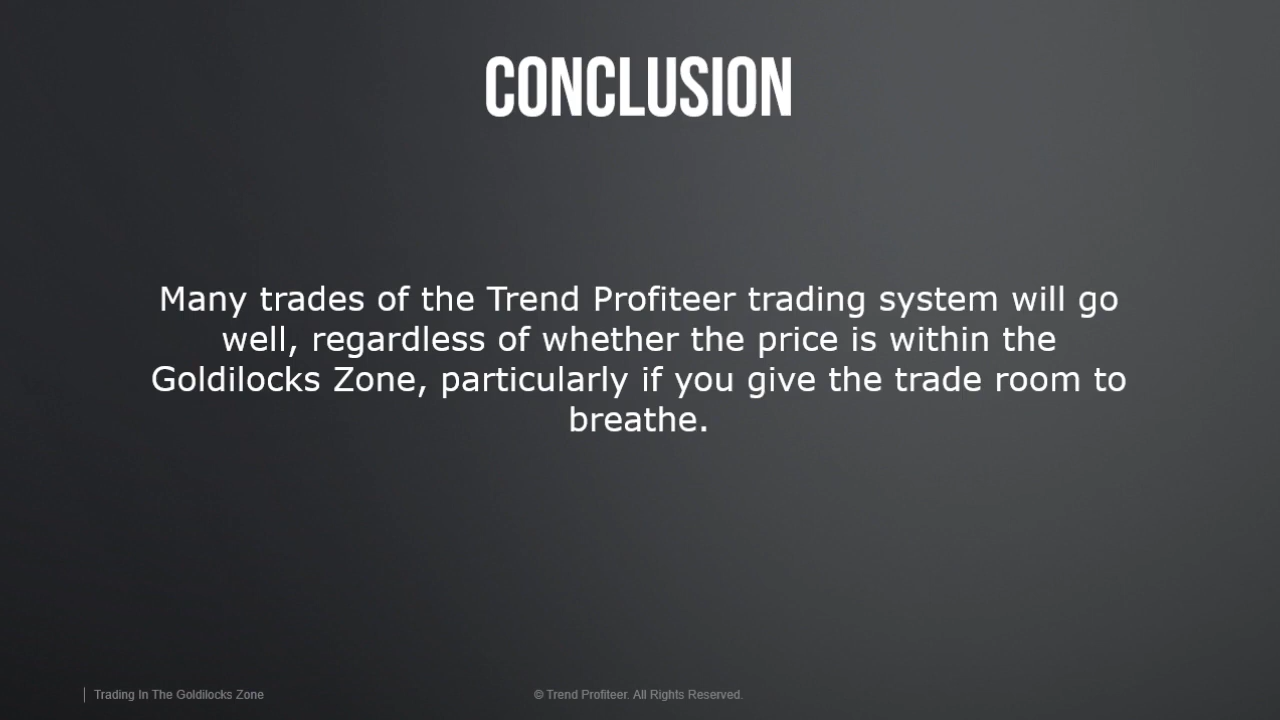 CONCLUSION
Many trades of the Trend Profiteer trading system will go
well, regardless of whether the price is within the
Goldilocks Zone, particularly if you give the trade room to
breathe.
Trading In The Goldilocks Zone
© Trend Profiteer. All Rights Reserved.